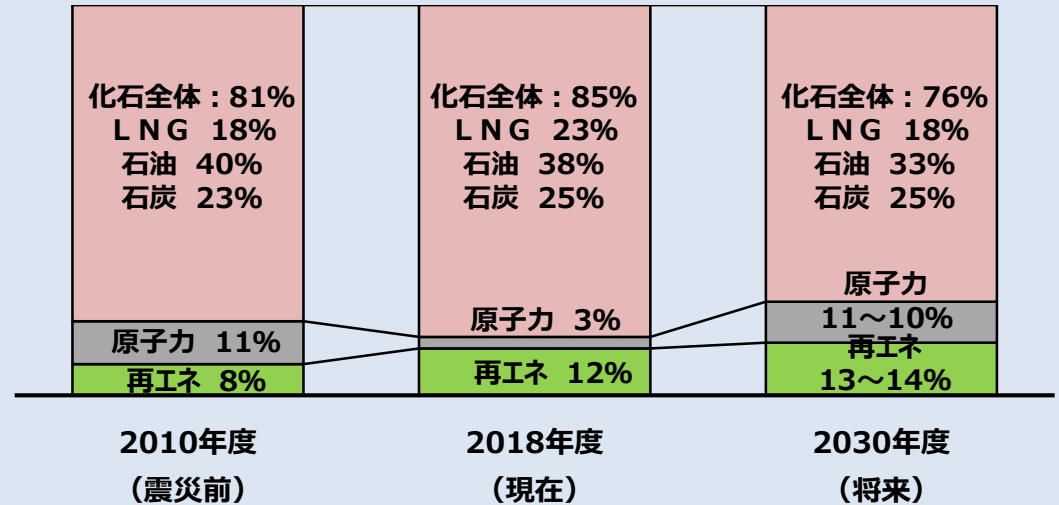 化石全体：81%
ＬＮＧ 18%
石油 40%
石炭 23%
原子力 11%
再エネ 8%
2010年度
（震災前）
化石全体：85%
ＬＮＧ 23%
石油 38%
石炭 25%
原子力 3%
再エネ 12%
2018年度
（現在）
化石全体：76%
ＬＮＧ 18%
石油 33%
石炭 25%
原子力
11～10%
再エネ
13～14%
2030年度
（将来）